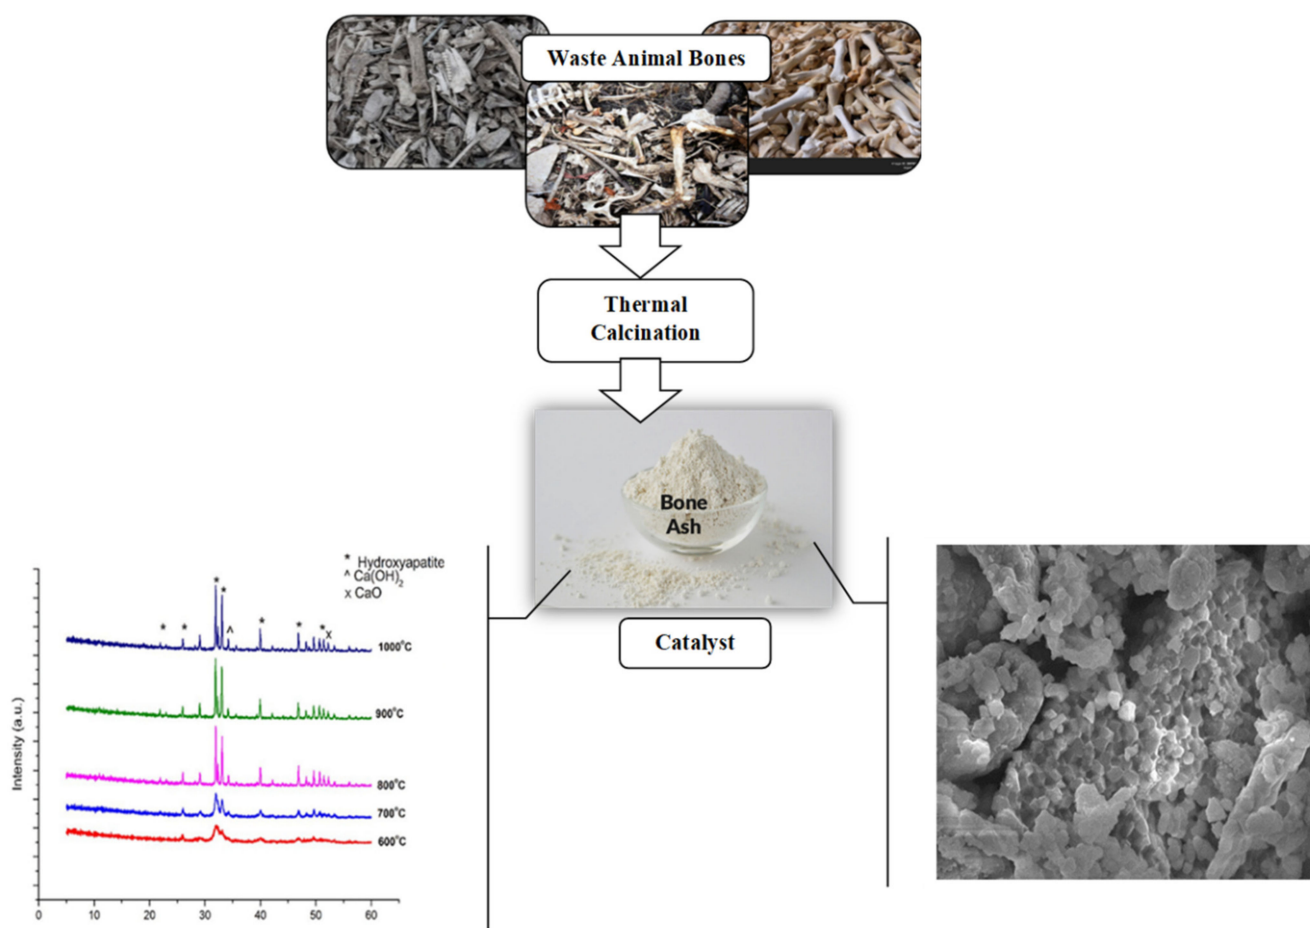 Waste Animal Bones
Thermal
Calcination
Bone
Ash
Catalyst
* Hydroxyapatite
^ Ca(OH)₂
x CaO
* * * * ^ * * * x
1000°C
900°C
800°C
700°C
600°C
Intensity (a.u.)
0 10 20 30 40 50 60